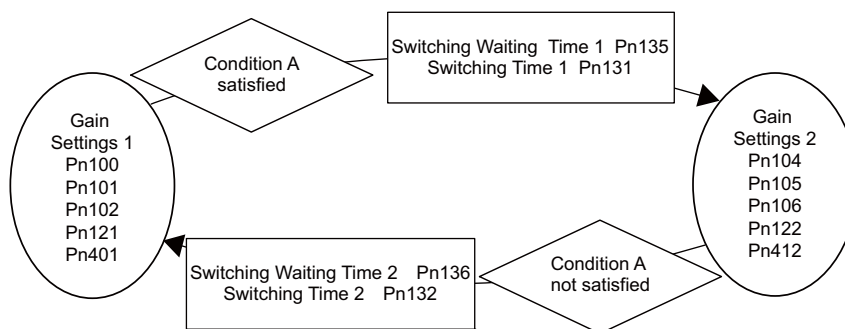 Condition A
satisfied
Switching Waiting Time 1 Pn135
Switching Time 1 Pn131
Gain
Settings 1
Pn100
Pn101
Pn102
Pn121
Pn401
Gain
Settings 2
Pn104
Pn105
Pn106
Pn122
Pn412
Switching Waiting Time 2 Pn136
Switching Time 2 Pn132
Condition A
not satisfied